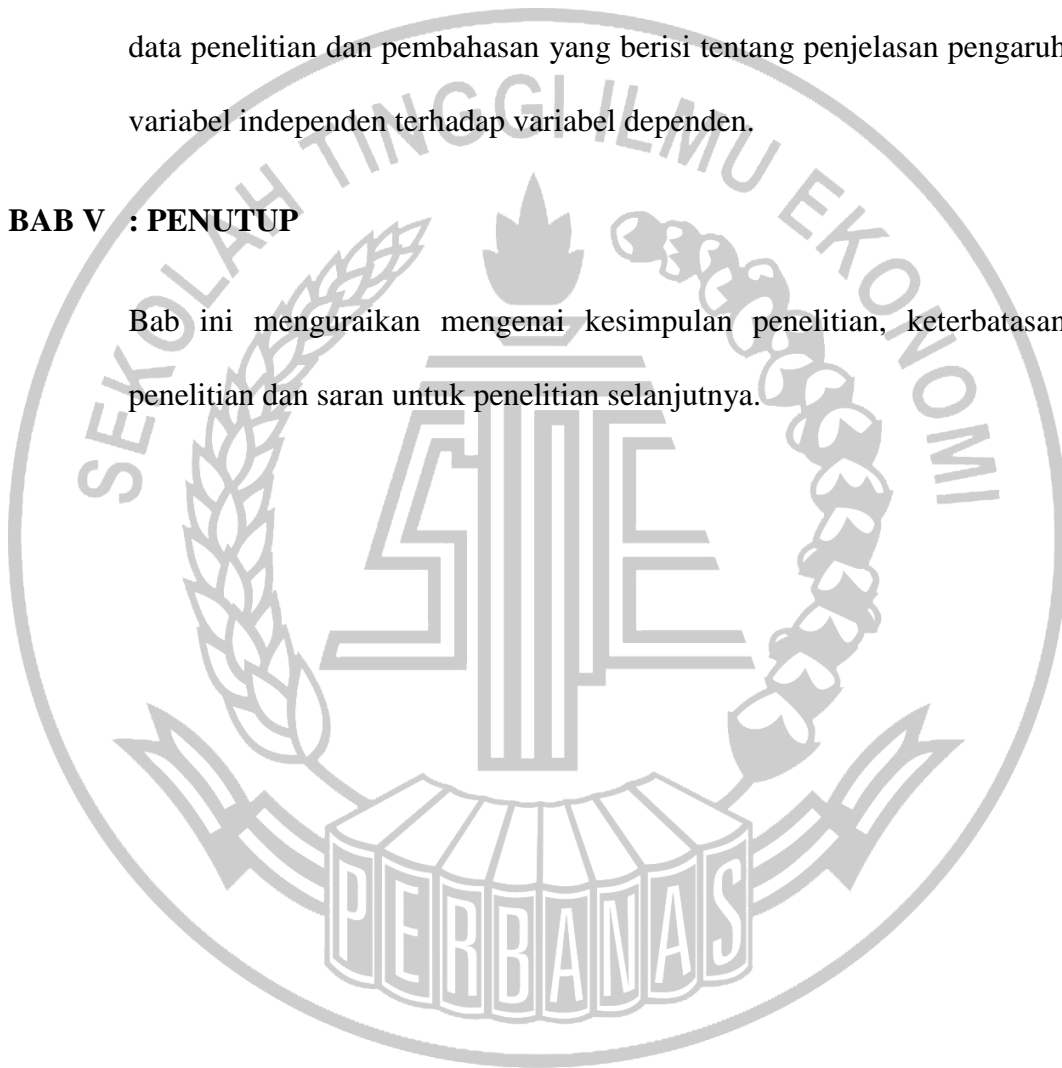 data penelitian dan pembahasan yang berisi tentang penjelasan pengaruh
variabel independen terhadap variabel dependen.
BAB V : PENUTUP
Bab ini menguraikan mengenai kesimpulan penelitian, keterbatasan
penelitian dan saran untuk penelitian selanjutnya.
SEKOLAH TINGGI ILMU EKONOMI
STIE
PERBANAS